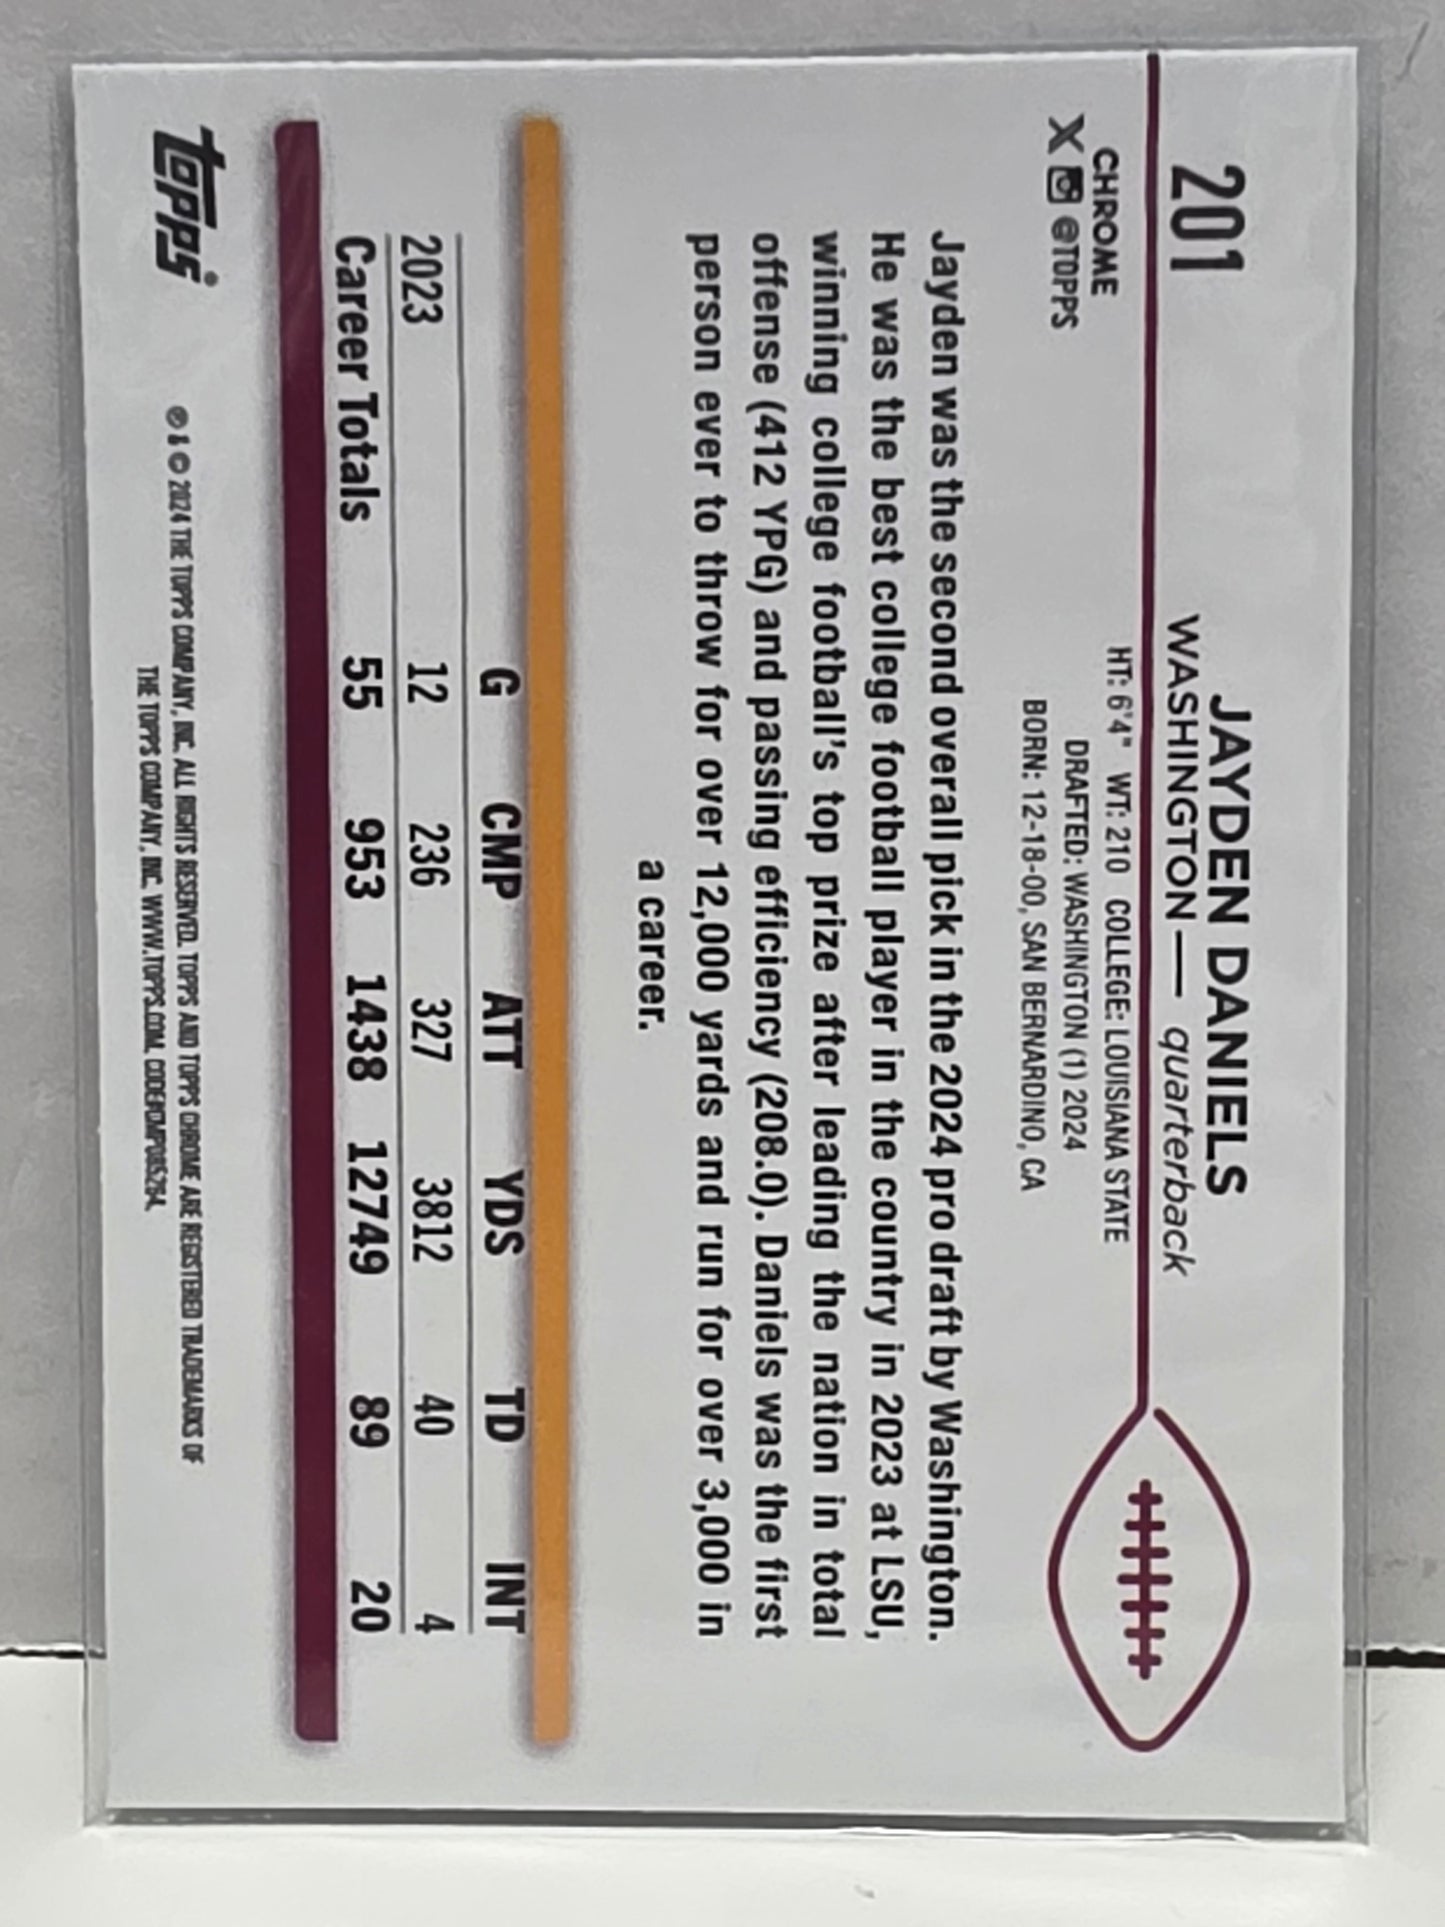 201
JAYDEN DANIELS
WASHINGTON — quarterback
CHROME
X @TOPPS
HT: 6'4" WT: 210 COLLEGE: LOUISIANA STATE
DRAFTED: WASHINGTON (1) 2024
BORN: 12-18-00, SAN BERNARDINO, CA
Jayden was the second overall pick in the 2024 pro draft by Washington.
He was the best college football player in the country in 2023 at LSU,
winning college football's top prize after leading the nation in total
offense (412 YPG) and passing efficiency (208.0). Daniels was the first
person ever to throw for over 12,000 yards and run for over 3,000 in
a career.
G CMP ATT YDS TD INT
2023 12 236 327 3812 40 4
Career Totals 55 953 1438 12749 89 20
topps
℗ & © 2024 THE TOPPS COMPANY, INC. ALL RIGHTS RESERVED. TOPPS AND TOPPS CHROME ARE REGISTERED TRADEMARKS OF
THE TOPPS COMPANY, INC. WWW.TOPPS.COM.